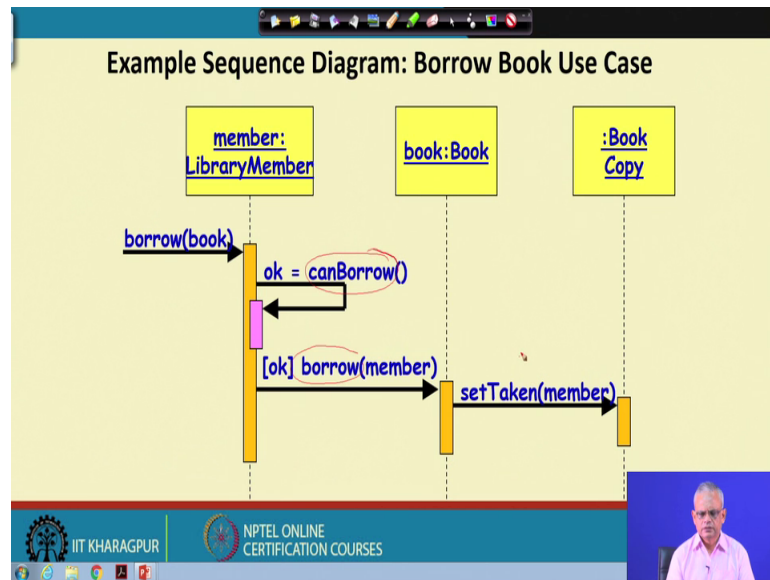 Example Sequence Diagram: Borrow Book Use Case
member:
LibraryMember
book:Book
:Book
Copy
borrow(book)
ok = canBorrow()
[ok] borrow(member)
setTaken(member)
IIT KHARAGPUR
NPTEL ONLINE
CERTIFICATION COURSES